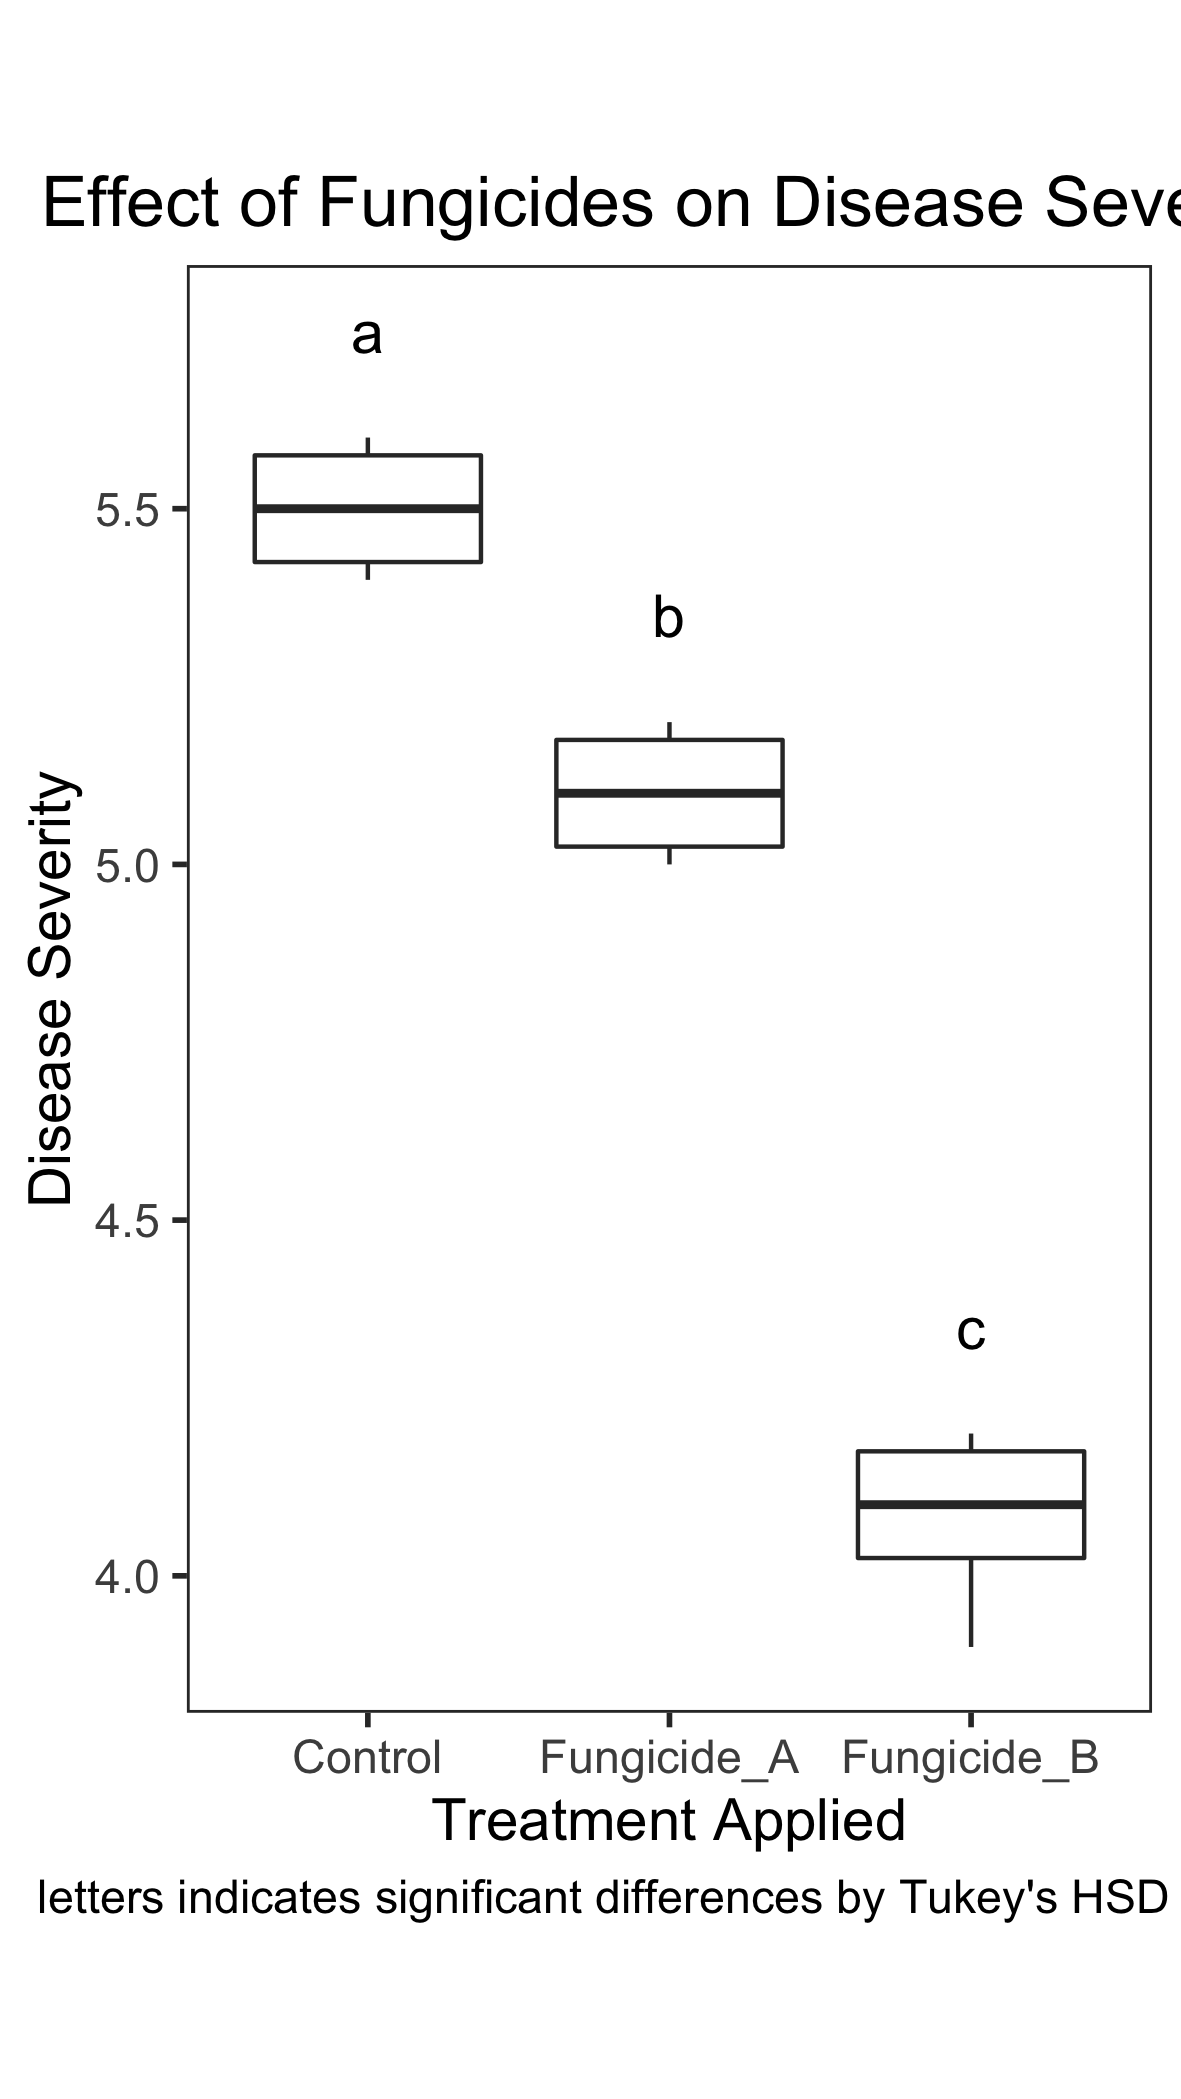 Effect of Fungicides on Disease Seve
a
5.5
b
5.0
Disease Severity
4.5
c
4.0
Control Fungicide_A Fungicide_B
Treatment Applied
letters indicates significant differences by Tukey's HSD